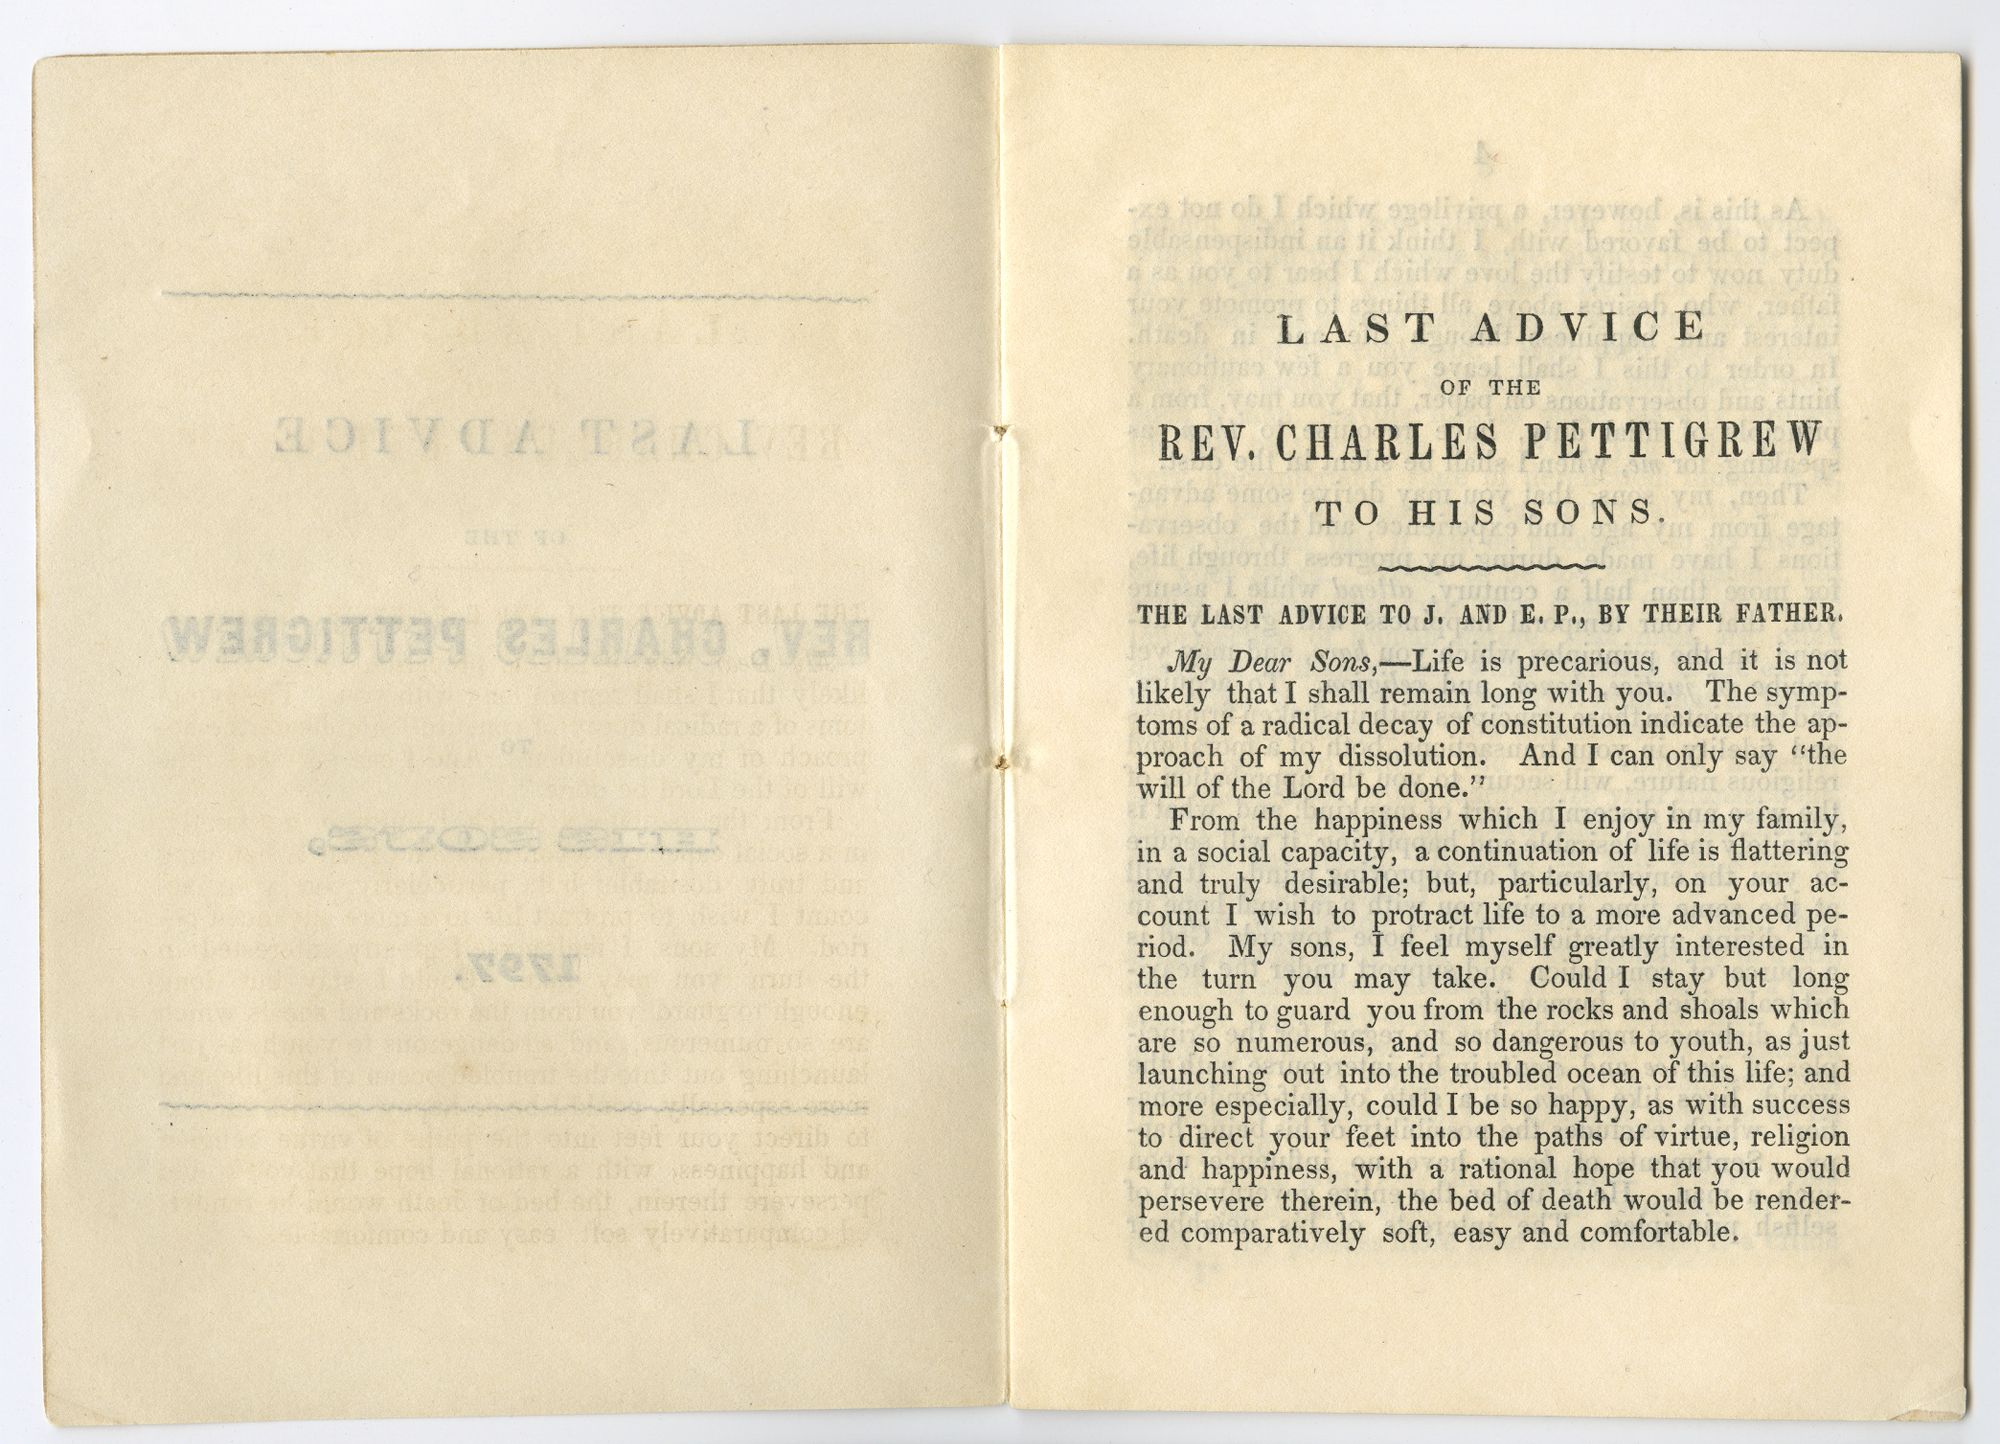 LAST ADVICE
OF THE
REV. CHARLES PETTIGREW
TO HIS SONS.
THE LAST ADVICE TO J. AND E. P., BY THEIR FATHER.
My Dear Sons,—Life is precarious, and it is not
likely that I shall remain long with you. The symp-
toms of a radical decay of constitution indicate the ap-
proach of my dissolution. And I can only say "the
will of the Lord be done."
From the happiness which I enjoy in my family,
in a social capacity, a continuation of life is flattering
and truly desirable; but, particularly, on your ac-
count I wish to protract life to a more advanced pe-
riod. My sons, I feel myself greatly interested in
the turn you may take. Could I stay but long
enough to guard you from the rocks and shoals which
are so numerous, and so dangerous to youth, as just
launching out into the troubled ocean of this life; and
more especially, could I be so happy, as with success
to direct your feet into the paths of virtue, religion
and happiness, with a rational hope that you would
persevere therein, the bed of death would be render-
ed comparatively soft, easy and comfortable.